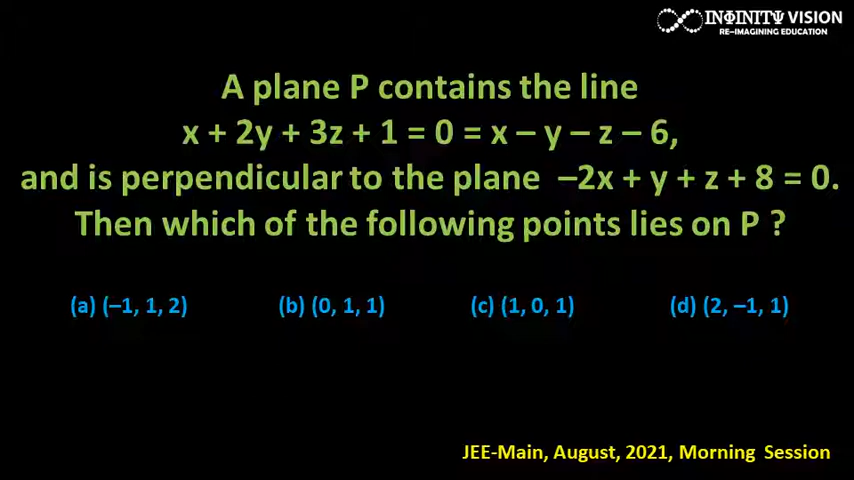 INΦINITΨ VISION
RE-IMAGINING EDUCATION
A plane P contains the line
x + 2y + 3z + 1 = 0 = x – y – z – 6,
and is perpendicular to the plane –2x + y + z + 8 = 0.
Then which of the following points lies on P ?
(a) (–1, 1, 2) (b) (0, 1, 1) (c) (1, 0, 1) (d) (2, –1, 1)
JEE-Main, August, 2021, Morning Session